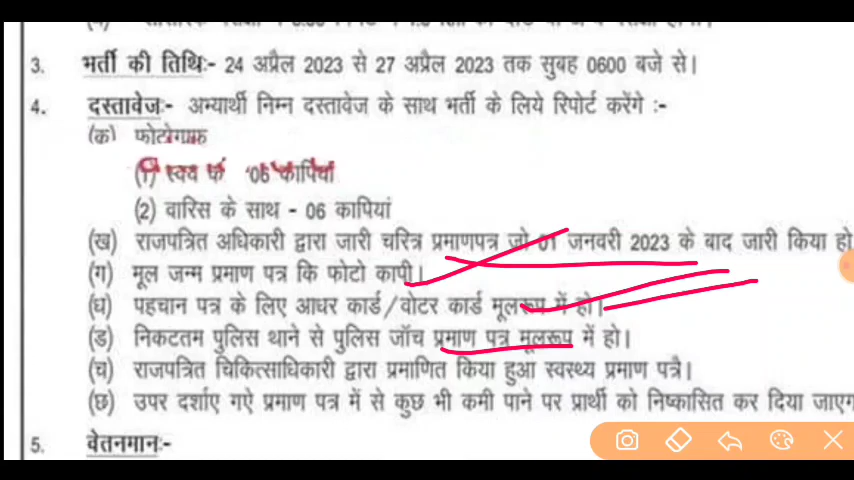 3. भर्ती की तिथिः- 24 अप्रैल 2023 से 27 अप्रैल 2023 तक सुबह 0600 बजे से।
4. दस्तावेजः- अभ्यार्थी निम्न दस्तावेज के साथ भर्ती के लिये रिपोर्ट करेंगे :-
(क) फोटोग्राफ
(1) स्वयं की 06 कापियां
(2) वारिस के साथ - 06 कापियां
(ख) राजपत्रित अधिकारी द्वारा जारी चरित्र प्रमाणपत्र जो 01 जनवरी 2023 के बाद जारी किया हो
(ग) मूल जन्म प्रमाण पत्र कि फोटो कापी।
(घ) पहचान पत्र के लिए आधर कार्ड/वोटर कार्ड मूलरूप में हो।
(ड) निकटतम पुलिस थाने से पुलिस जॉच प्रमाण पत्र मूलरूप में हो।
(च) राजपत्रित चिकित्साधिकारी द्वारा प्रमाणित किया हुआ स्वस्थ्य प्रमाण पत्रै।
(छ) उपर दर्शाए गऐ प्रमाण पत्र में से कुछ भी कमी पाने पर प्रार्थी को निष्कासित कर दिया जाएग
5. वेतनगानः-